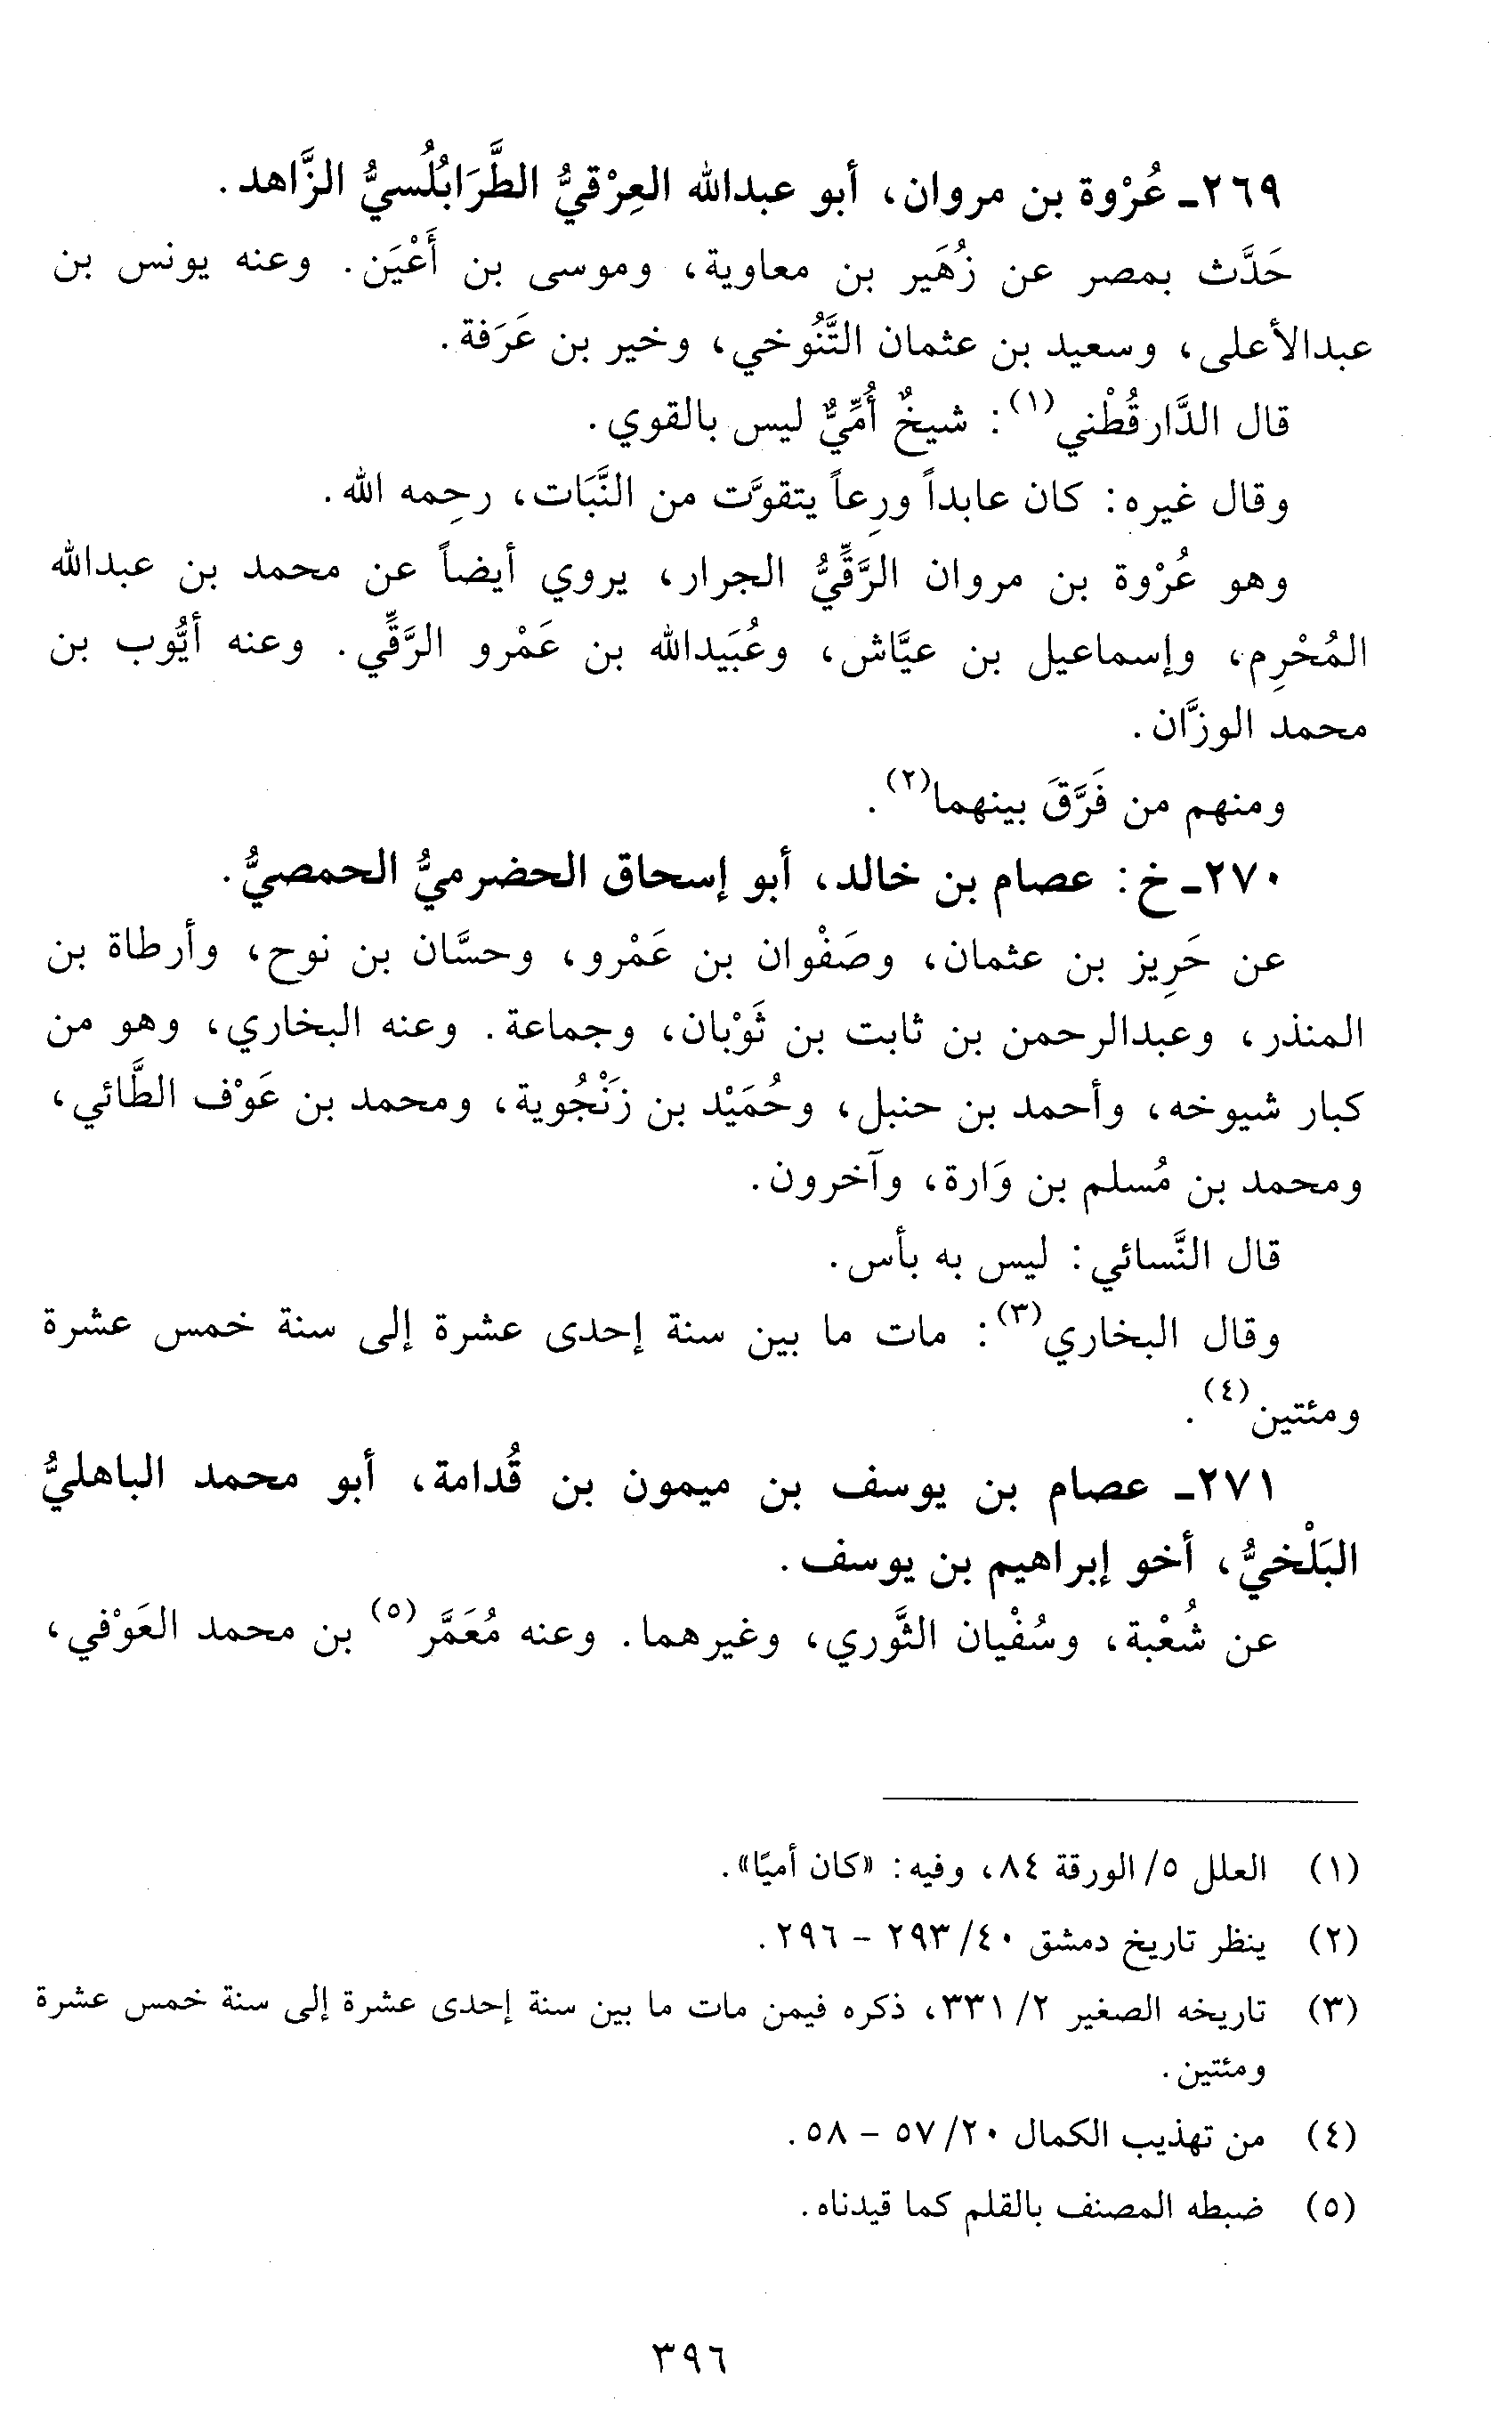 ٢٦٩ـ عُرْوة بن مروان، أبو عبدالله العِرْقيُّ الطَّرَابُلُسيُّ الزَّاهد.
حَدَّث بمصر عن زُهَير بن معاوية، وموسى بن أَعْيَن. وعنه يونس بن
عبدالأعلى، وسعيد بن عثمان التَّنُوخي، وخير بن عَرَفة.
قال الدَّارقُطْني(١): شيخٌ أُمِّيٌّ ليس بالقوي.
وقال غيره: كان عابداً ورِعاً يتقوَّت من النَّبَات، رحِمه الله.
وهو عُرْوة بن مروان الرَّقِّيُّ الجرار، يروي أيضاً عن محمد بن عبدالله
المُحْرِم، وإسماعيل بن عيَّاش، وعُبَيدالله بن عَمْرو الرَّقِّي. وعنه أيُّوب بن
محمد الوزَّان.
ومنهم من فَرَّقَ بينهما(٢).
٢٧٠ـ خ: عصام بن خالد، أبو إسحاق الحضرميُّ الحمصيُّ.
عن حَرِيز بن عثمان، وصَفْوان بن عَمْرو، وحسَّان بن نوح، وأرطاة بن
المنذر، وعبدالرحمن بن ثابت بن ثَوْبان، وجماعة. وعنه البخاري، وهو من
كبار شيوخه، وأحمد بن حنبل، وحُمَيْد بن زَنْجُوية، ومحمد بن عَوْف الطَّائي،
ومحمد بن مُسلم بن وَارة، وآخرون.
قال النَّسائي: ليس به بأس.
وقال البخاري(٣): مات ما بين سنة إحدى عشرة إلى سنة خمس عشرة
ومئتين(٤).
٢٧١ـ عصام بن يوسف بن ميمون بن قُدامة، أبو محمد الباهليُّ
البَلْخيُّ، أخو إبراهيم بن يوسف.
عن شُعْبة، وسُفْيان الثَّوري، وغيرهما. وعنه مُعَمَّر(٥) بن محمد العَوْفي،
(١) العلل ٥/ الورقة ٨٤، وفيه: «كان أميًا».
(٢) ينظر تاريخ دمشق ٤٠/ ٢٩٣ – ٢٩٦.
(٣) تاريخه الصغير ٢/ ٣٣١، ذكره فيمن مات ما بين سنة إحدى عشرة إلى سنة خمس عشرة
ومئتين.
(٤) من تهذيب الكمال ٢٠/ ٥٧ – ٥٨.
(٥) ضبطه المصنف بالقلم كما قيدناه.
٣٩٦